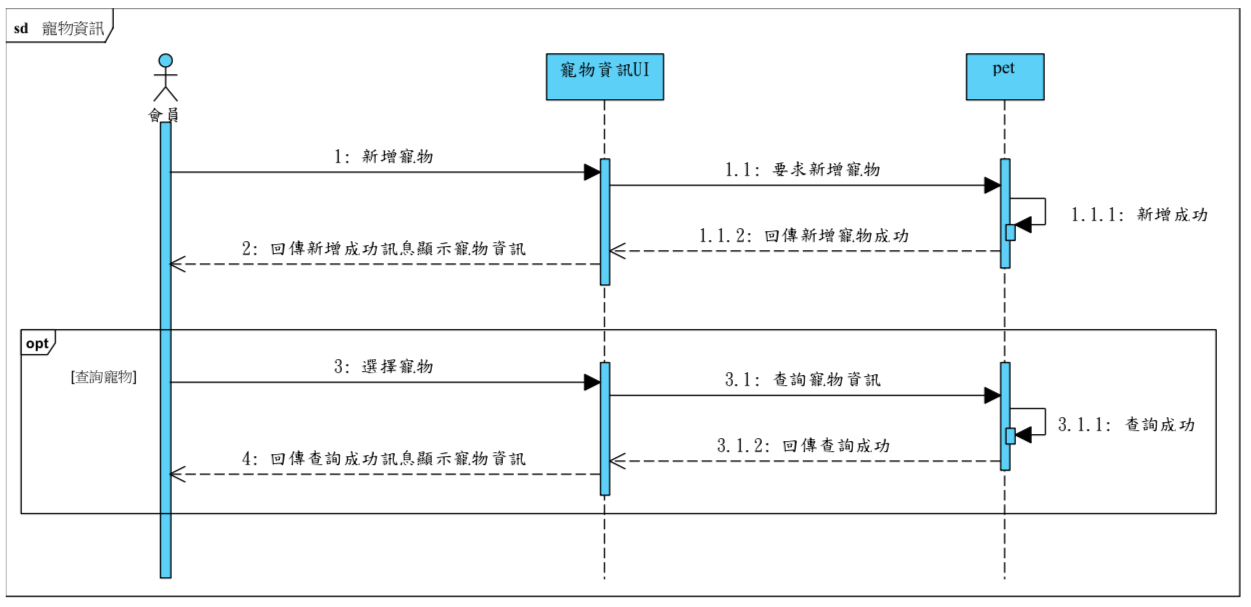 sd 寵物資訊
會員
寵物資訊UI
pet
1: 新增寵物
1.1: 要求新增寵物
1.1.1: 新增成功
1.1.2: 回傳新增寵物成功
2: 回傳新增成功訊息顯示寵物資訊
opt
[查詢寵物]
3: 選擇寵物
3.1: 查詢寵物資訊
3.1.1: 查詢成功
3.1.2: 回傳查詢成功
4: 回傳查詢成功訊息顯示寵物資訊